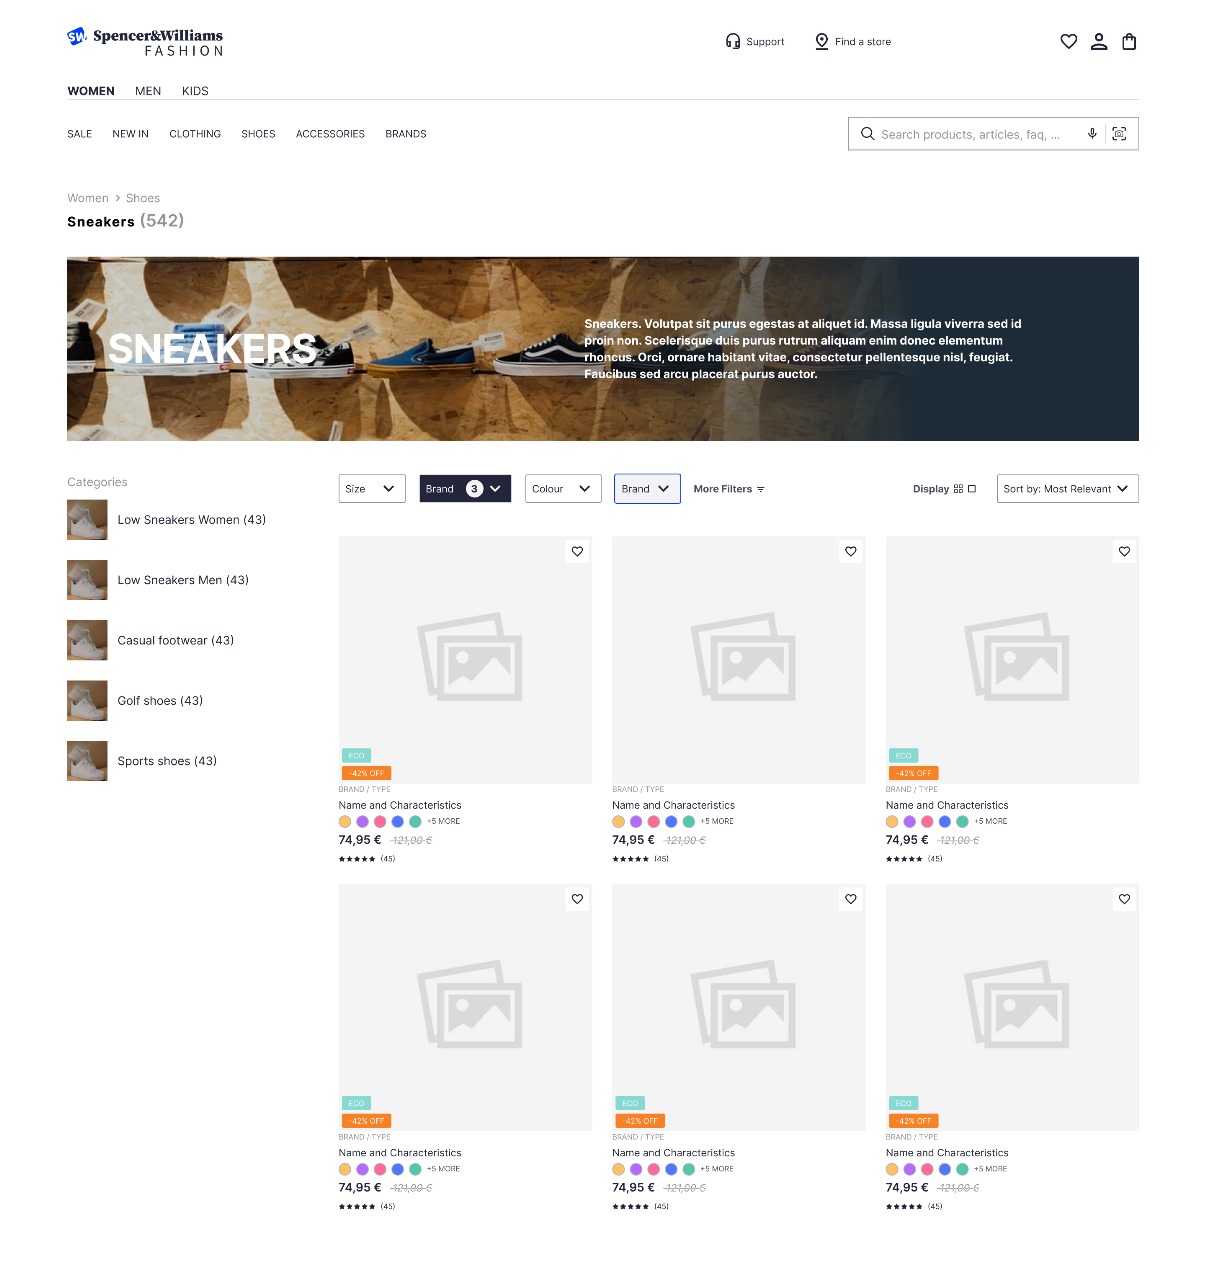 SW Spencer&Williams
FASHION
Support
Find a store
WOMEN MEN KIDS
SALE NEW IN CLOTHING SHOES ACCESSORIES BRANDS
Search products, articles, faq, ...
Women > Shoes
Sneakers (542)
SNEAKERS
Sneakers. Volutpat sit purus egestas at aliquet id. Massa ligula viverra sed id
proin non. Scelerisque duis purus rutrum aliquam enim donec elementum
rhoncus. Orci, ornare habitant vitae, consectetur pellentesque nisl, feugiat.
Faucibus sed arcu placerat purus auctor.
Categories
Low Sneakers Women (43)
Low Sneakers Men (43)
Casual footwear (43)
Golf shoes (43)
Sports shoes (43)
Size Brand 3 Colour Brand More Filters Display Sort by: Most Relevant
ECO
-42% OFF
BRAND / TYPE
Name and Characteristics
+5 MORE
74,95 € 121,00 €
(45)
BRAND / TYPE
Name and Characteristics
+5 MORE
74,95 € 121,00 €
(45)
ECO
-42% OFF
BRAND / TYPE
Name and Characteristics
+5 MORE
74,95 € 121,00 €
(45)
ECO
-42% OFF
BRAND / TYPE
Name and Characteristics
+5 MORE
74,95 € 121,00 €
(45)
ECO
-42% OFF
BRAND / TYPE
Name and Characteristics
+5 MORE
74,95 € 121,00 €
(45)
ECO
-42% OFF
BRAND / TYPE
Name and Characteristics
+5 MORE
74,95 € 121,00 €
(45)